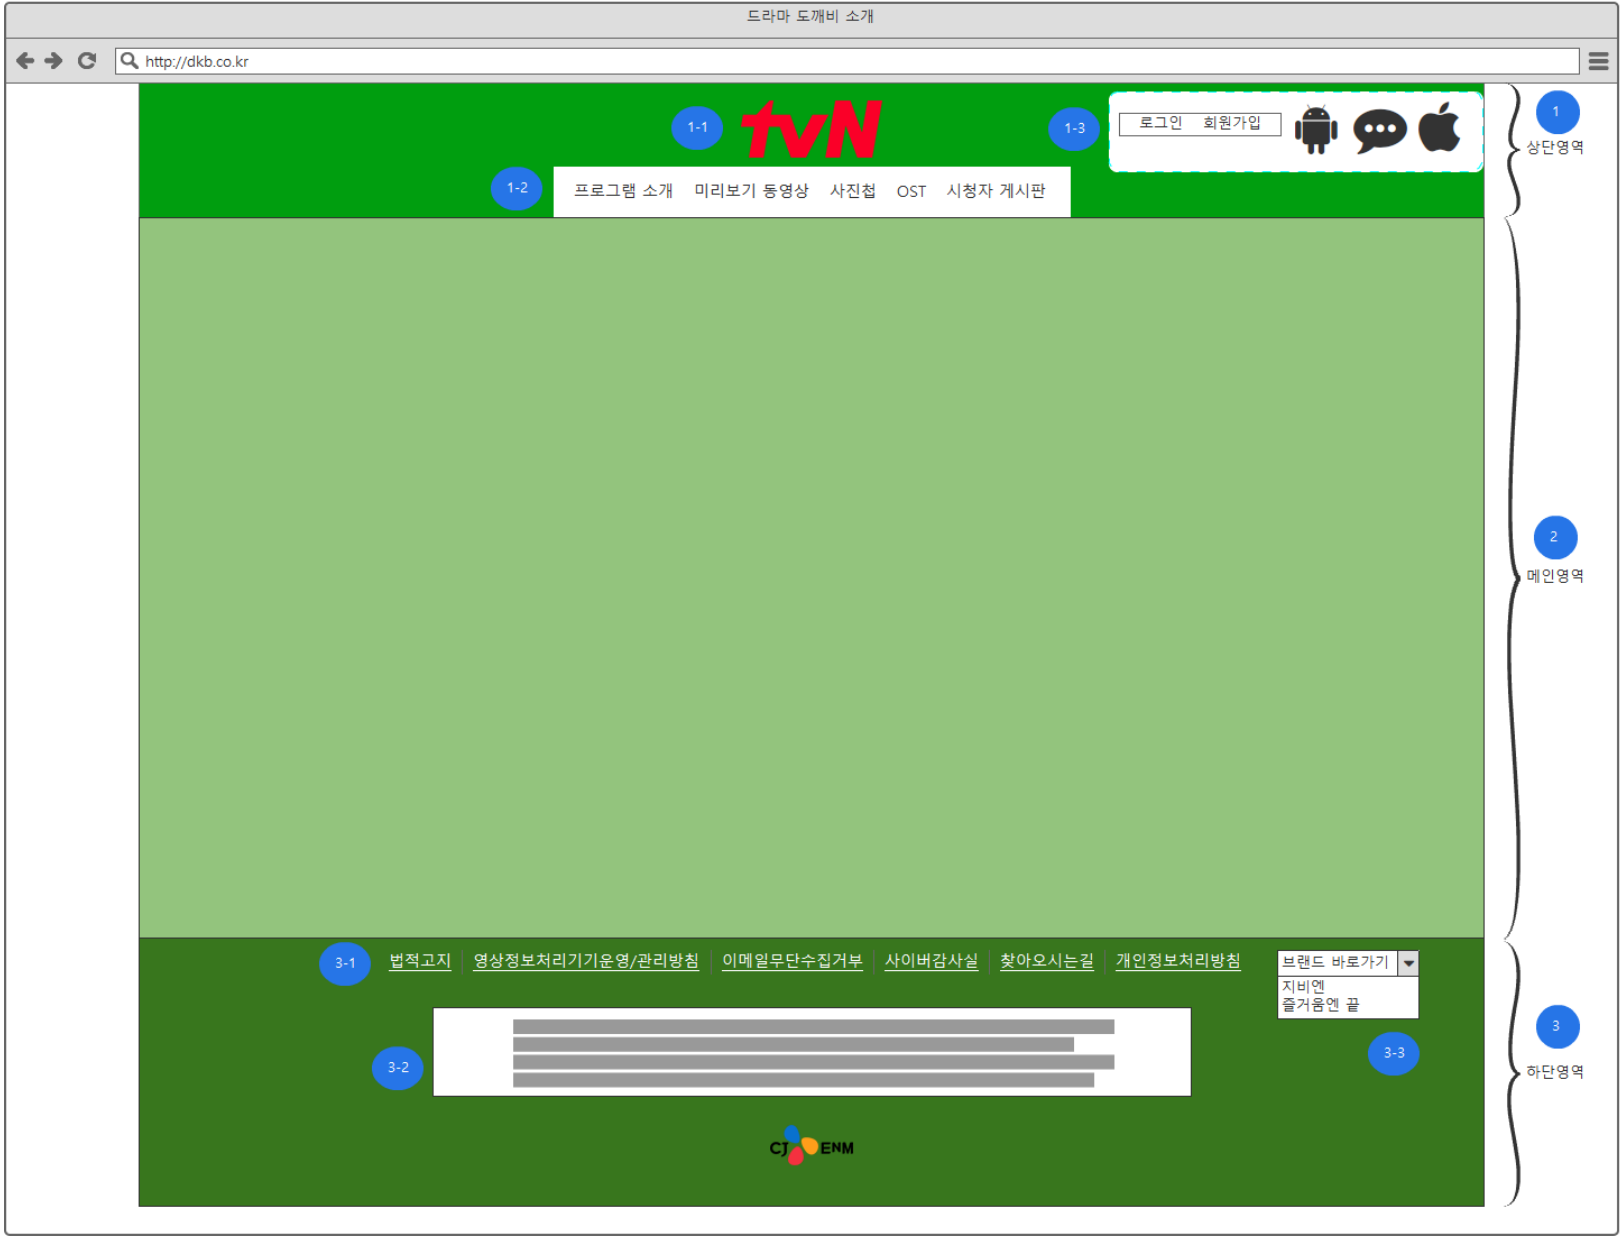 드라마 도깨비 소개
http://dkb.co.kr
1-1
tvN
1-3
로그인 회원가입
1
상단영역
1-2
프로그램 소개 미리보기 동영상 사진첩 OST 시청자 게시판
2
메인영역
3-1
법적고지 영상정보처리기기운영/관리방침 이메일무단수집거부 사이버감사실 찾아오시는길 개인정보처리방침
브랜드 바로가기
지비엔
즐거움엔 끝
3-2
3-3
3
하단영역
CJ ENM